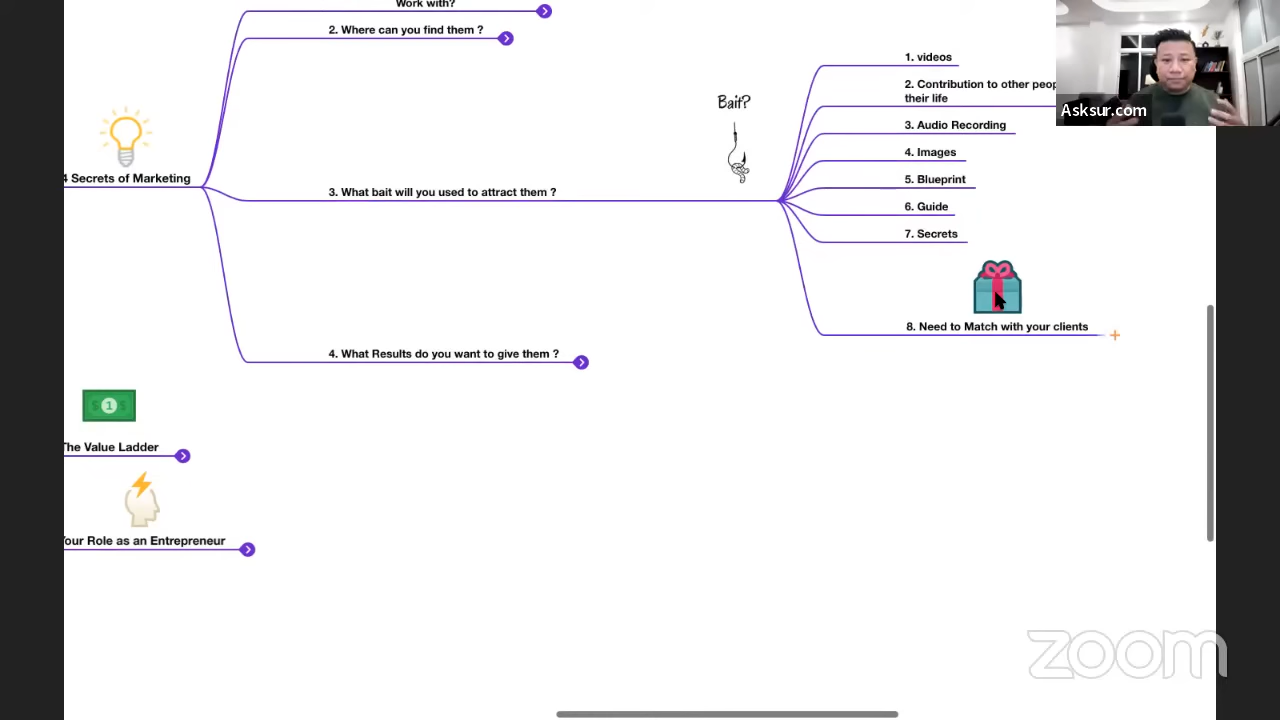 Work with?
2. Where can you find them ?
4 Secrets of Marketing
3. What bait will you used to attract them ?
Bait?
1. videos
2. Contribution to other
their life
3. Audio Recording
4. Images
5. Blueprint
6. Guide
7. Secrets
8. Need to Match with your clients
4. What Results do you want to give them ?
1
The Value Ladder
Your Role as an Entrepreneur
Asksur.com
zoom